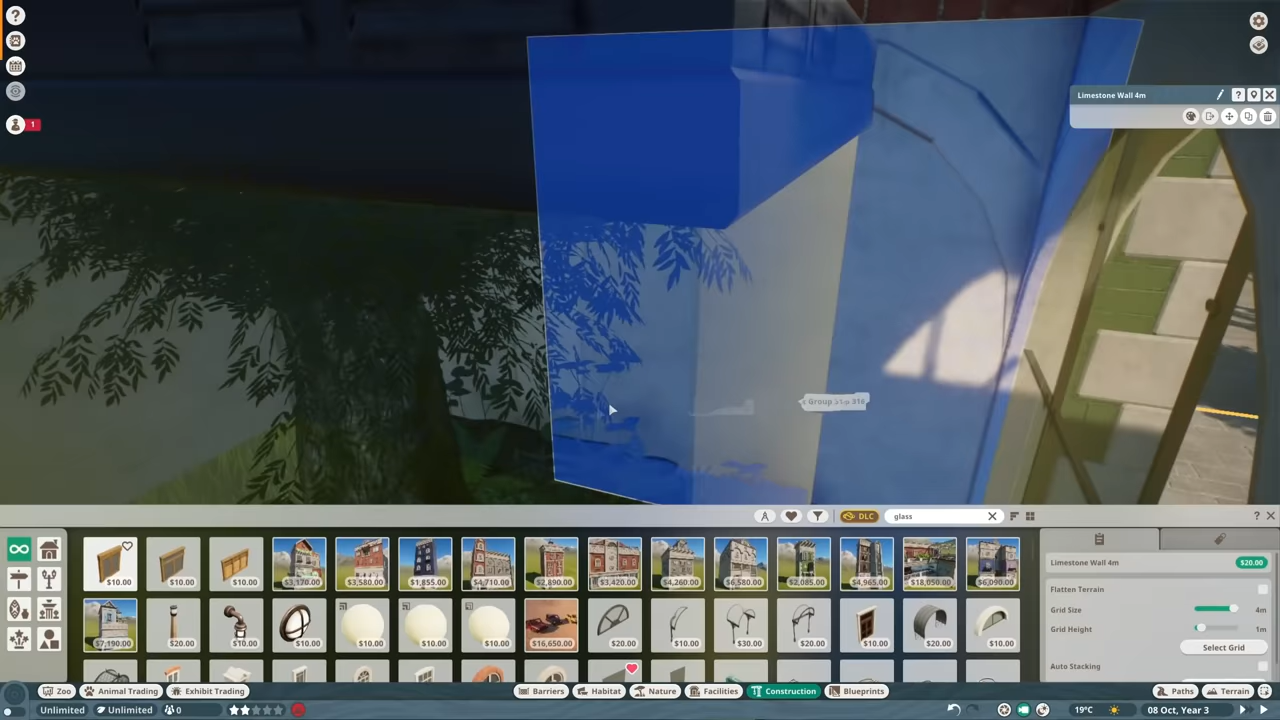 ?
1
Limestone Wall 4m
?
DLC
glass
?
$10.00
$10.00
$10.00
$3,170.00
$3,580.00
$1,855.00
$4,710.00
$2,890.00
$3,420.00
$4,260.00
$6,580.00
$2,085.00
$4,965.00
$18,050.00
$6,090.00
$7,190.00
$20.00
$10.00
$10.00
$10.00
$10.00
$10.00
$16,650.00
$20.00
$10.00
$30.00
$20.00
$10.00
$20.00
$10.00
Limestone Wall 4m
$20.00
Flatten Terrain
Grid Size
4m
Grid Height
1m
Select Grid
Auto Stacking
Zoo
Animal Trading
Exhibit Trading
Barriers
Habitat
Nature
Facilities
Construction
Blueprints
Paths
Terrain
Unlimited
Unlimited
0
19°C
08 Oct, Year 3